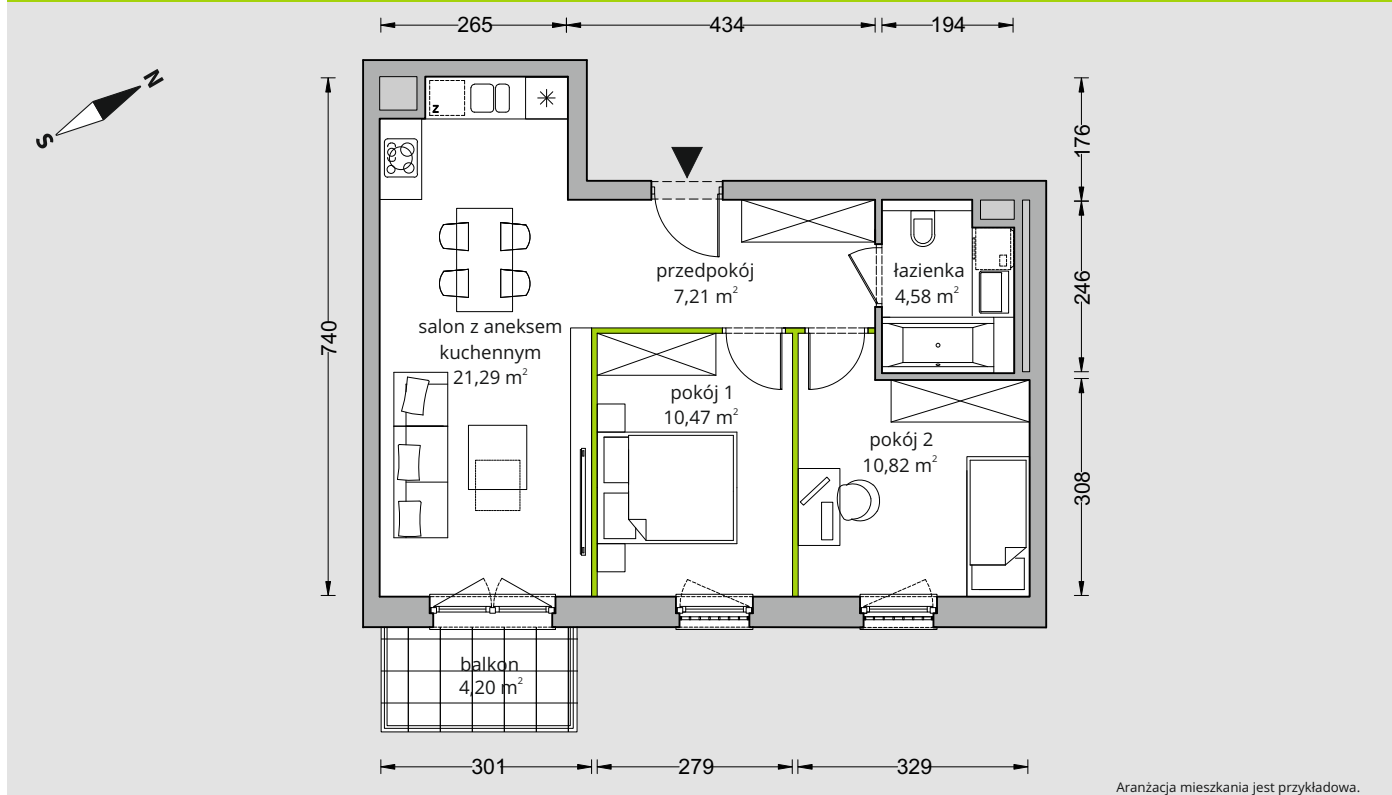 265
434
194
N
S
z
176
740
przedpokój
7,21 m²
łazienka
4,58 m²
246
salon z aneksem
kuchennym
21,29 m²
pokój 1
10,47 m²
pokój 2
10,82 m²
308
balkon
4,20 m²
301
279
329
Aranżacja mieszkania jest przykładowa.